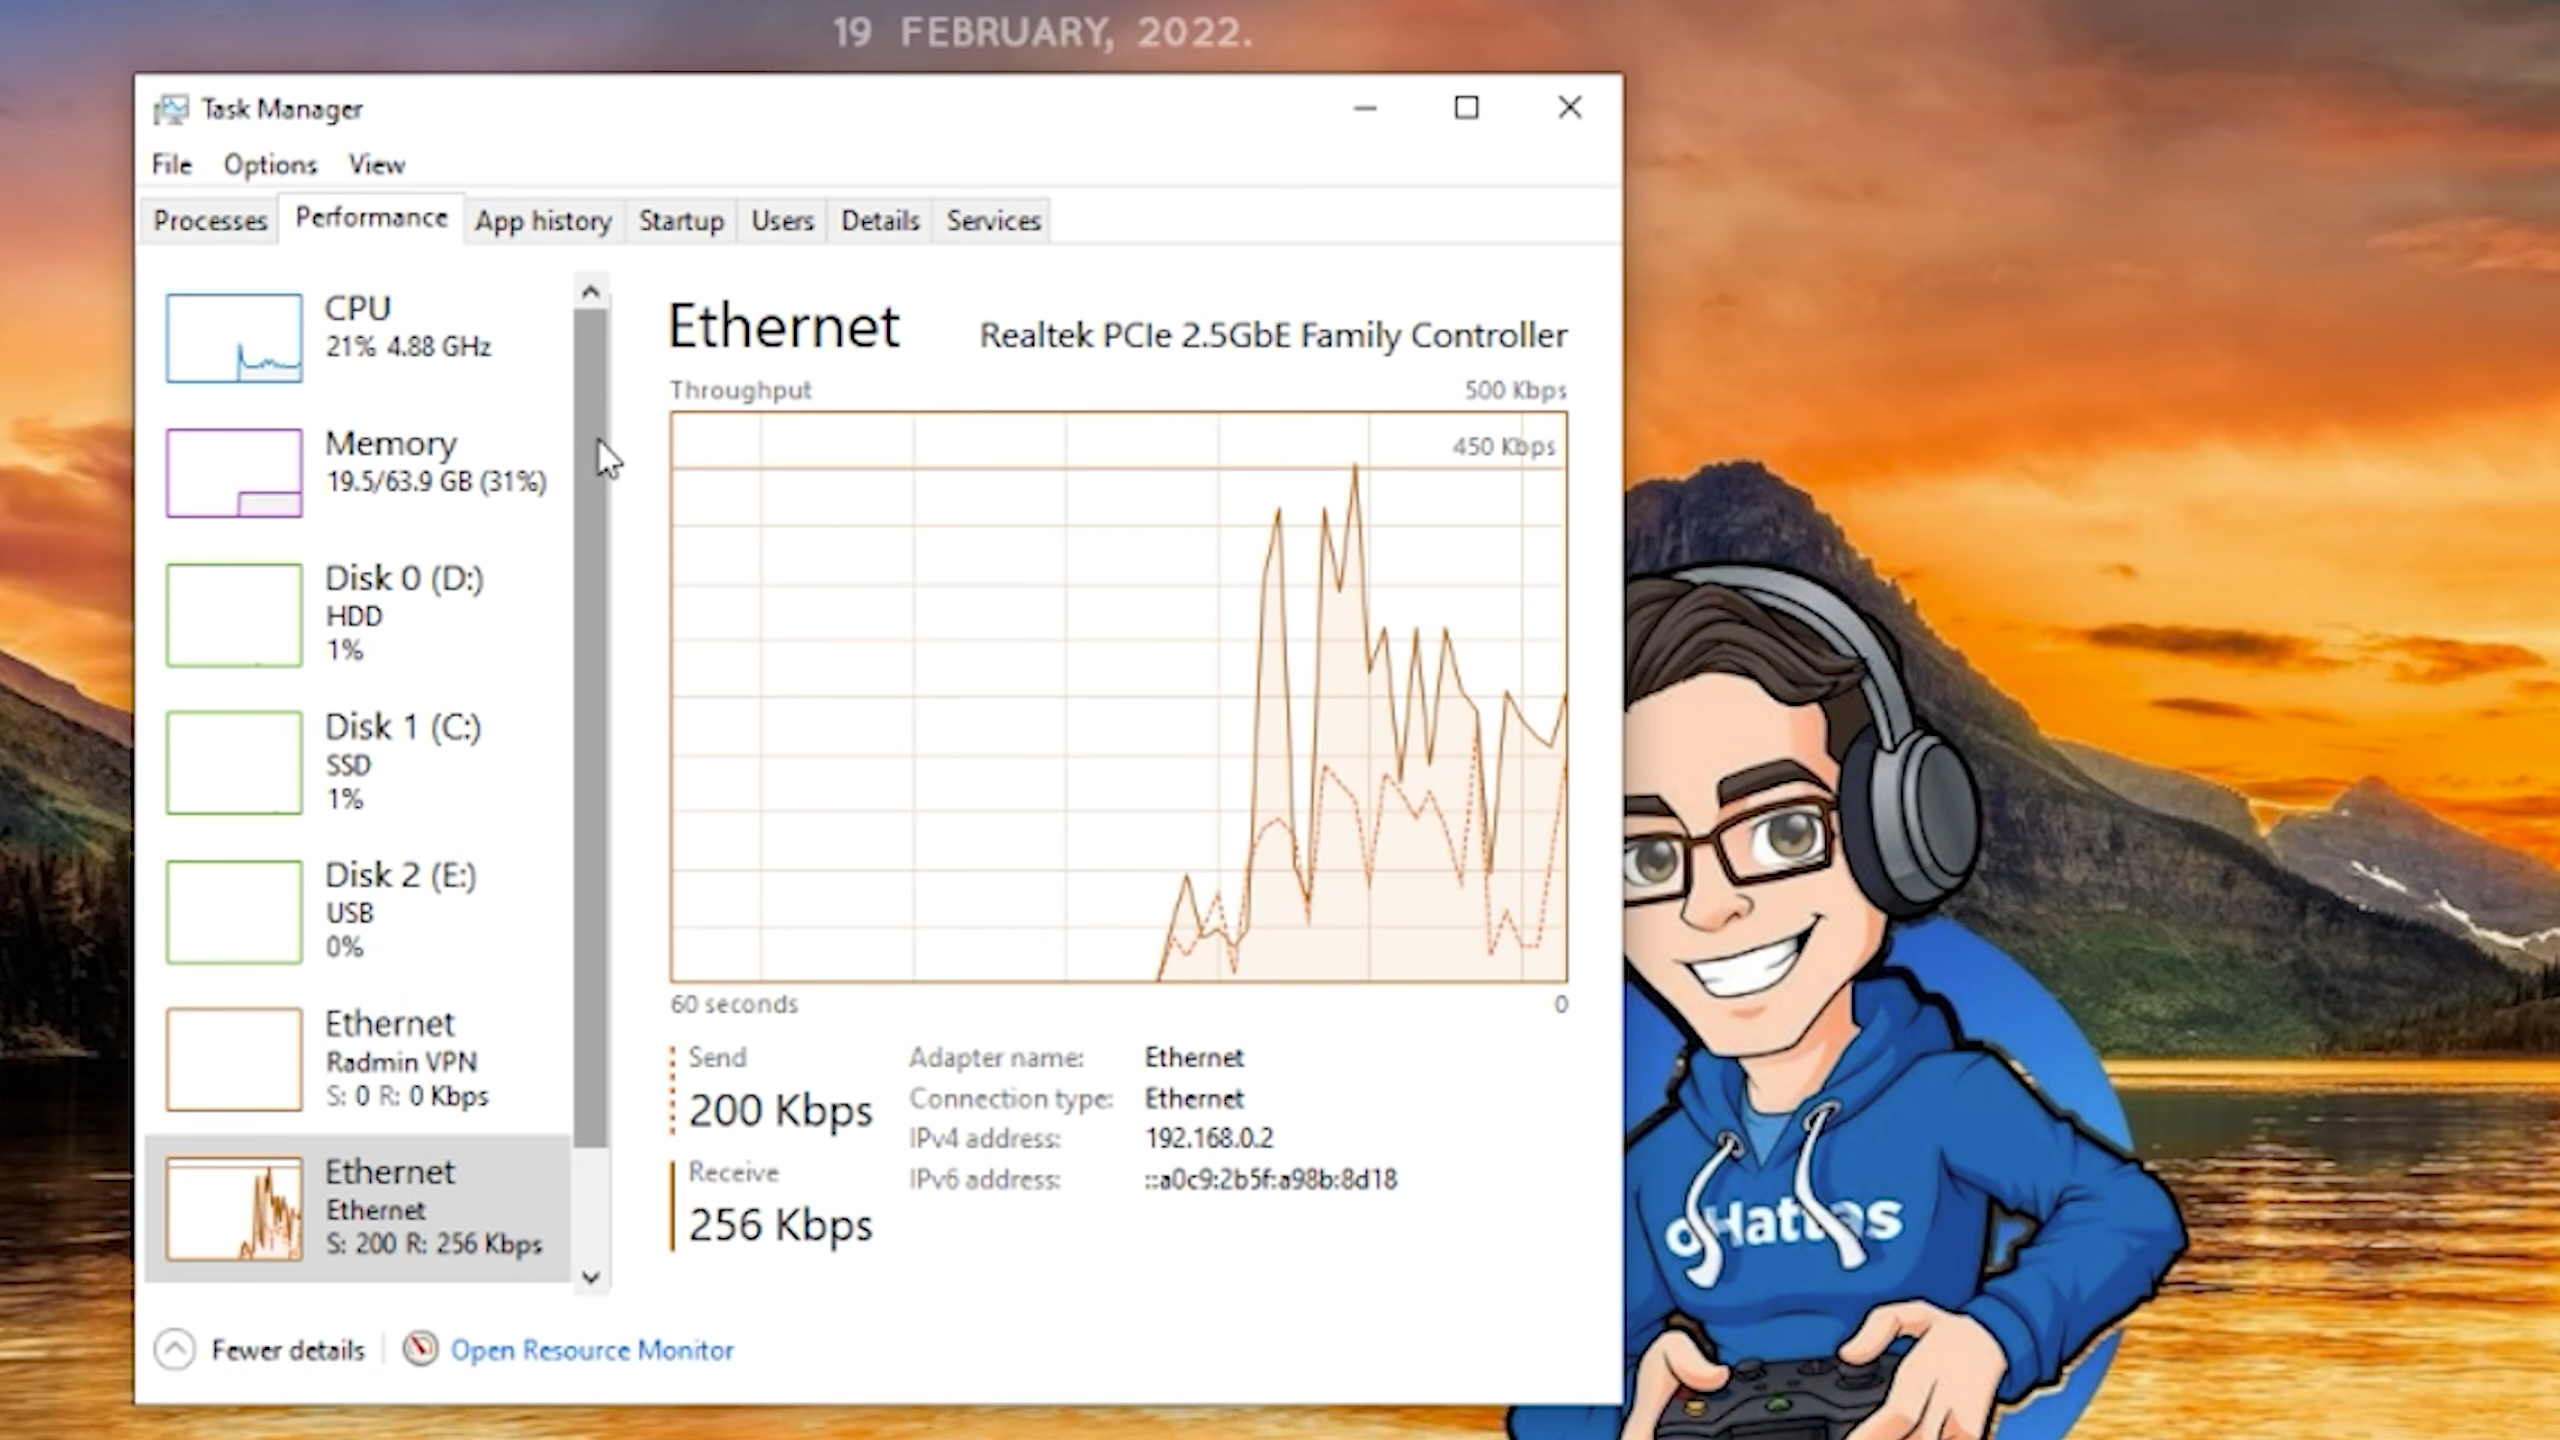 19 FEBRUARY, 2022.
Task Manager
File Options View
Processes Performance App history Startup Users Details Services
CPU
21% 4.88 GHz
Memory
19.5/63.9 GB (31%)
Disk 0 (D:)
HDD
1%
Disk 1 (C:)
SSD
1%
Disk 2 (E:)
USB
0%
Ethernet
Radmin VPN
S: 0 R: 0 Kbps
Ethernet
Ethernet
S: 200 R: 256 Kbps
Ethernet Realtek PCIe 2.5GbE Family Controller
Throughput 500 Kbps
450 Kbps
60 seconds 0
Send
200 Kbps
Receive
256 Kbps
Adapter name: Ethernet
Connection type: Ethernet
IPv4 address: 192.168.0.2
IPv6 address: ::a0c9:2b5f:a98b:8d18
Fewer details Open Resource Monitor